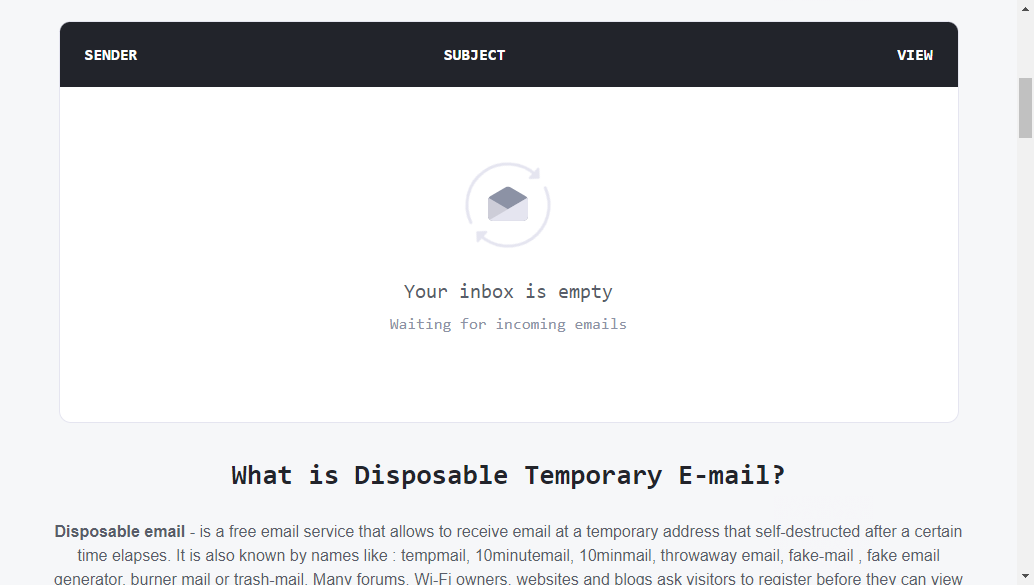 SENDER SUBJECT VIEW
Your inbox is empty
Waiting for incoming emails
What is Disposable Temporary E-mail?
Disposable email - is a free email service that allows to receive email at a temporary address that self-destructed after a certain
time elapses. It is also known by names like : tempmail, 10minutemail, 10minmail, throwaway email, fake-mail , fake email
generator, burner mail or trash-mail. Many forums, Wi-Fi owners, websites and blogs ask visitors to register before they can view